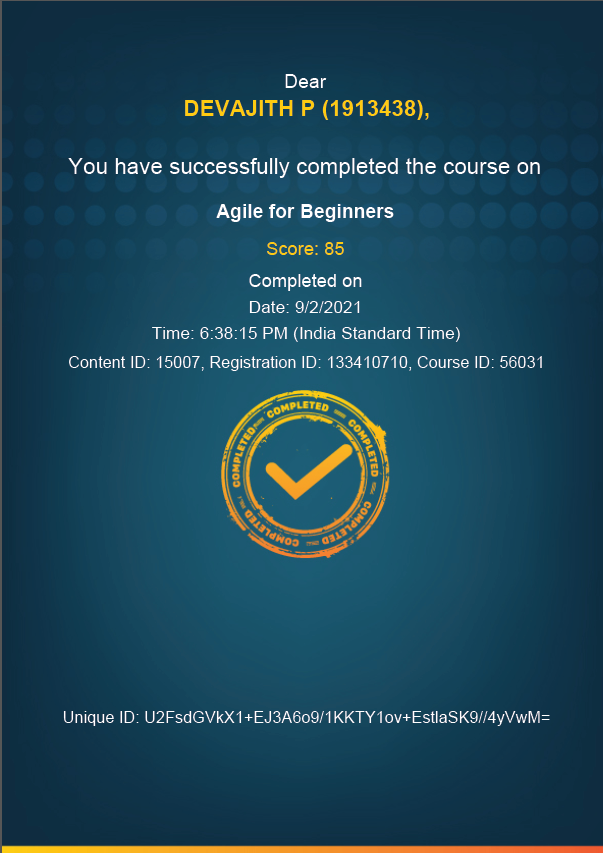 Dear
DEVAJITH P (1913438),
You have successfully completed the course on
Agile for Beginners
Score: 85
Completed on
Date: 9/2/2021
Time: 6:38:15 PM (India Standard Time)
Content ID: 15007, Registration ID: 133410710, Course ID: 56031
COMPLETED
COMPLETED
COMPLETED
COMPLETED
COMPLETED
COMPLETED
Unique ID: U2FsdGVkX1+EJ3A6o9/1KKTY1ov+EstlaSK9//4yVwM=